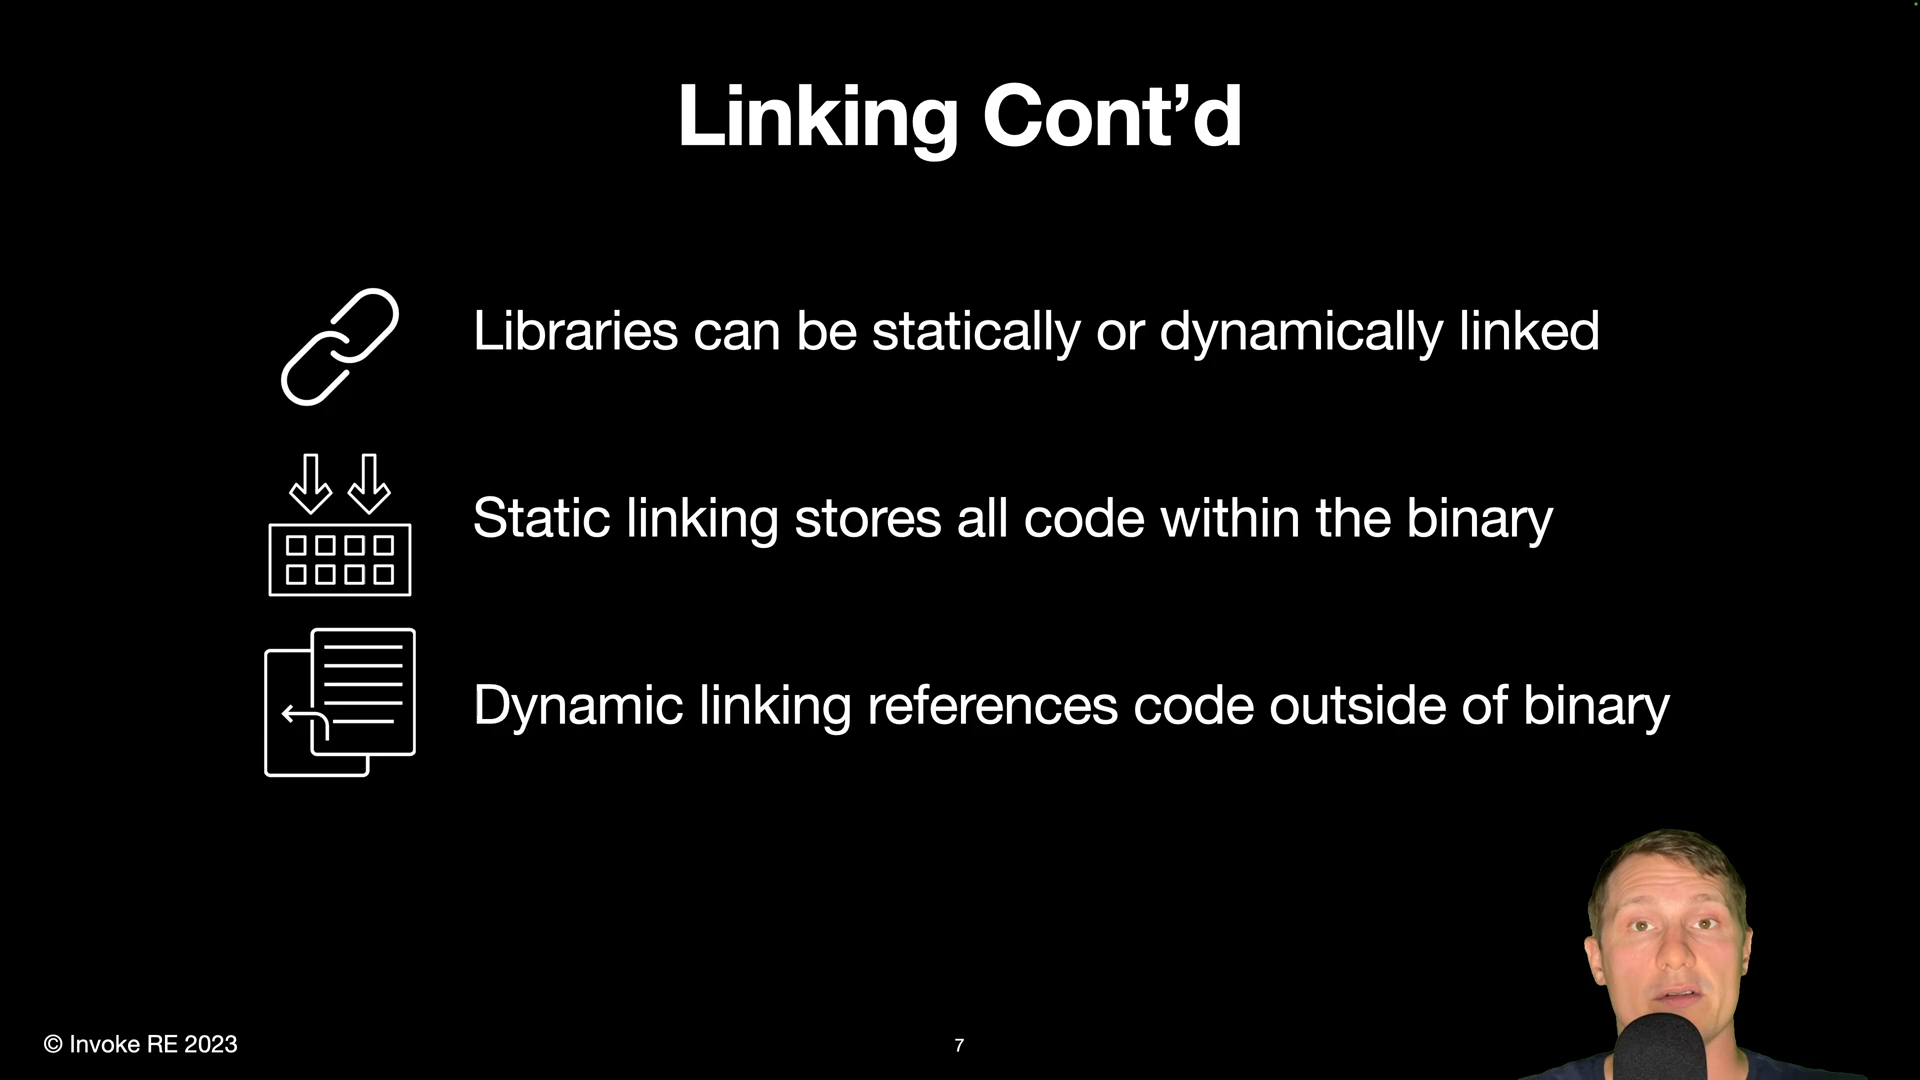 Linking Cont’d
Libraries can be statically or dynamically linked
Static linking stores all code within the binary
Dynamic linking references code outside of binary
© Invoke RE 2023
7